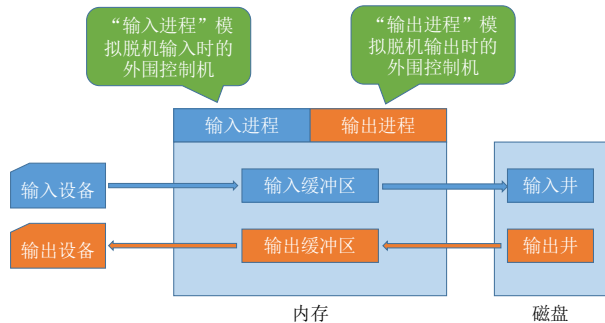 “输入进程”模
拟脱机输入时的
外围控制机
“输出进程”模
拟脱机输出时的
外围控制机
输入进程
输出进程
输入设备
输入缓冲区
输入井
输出设备
输出缓冲区
输出井
内存
磁盘